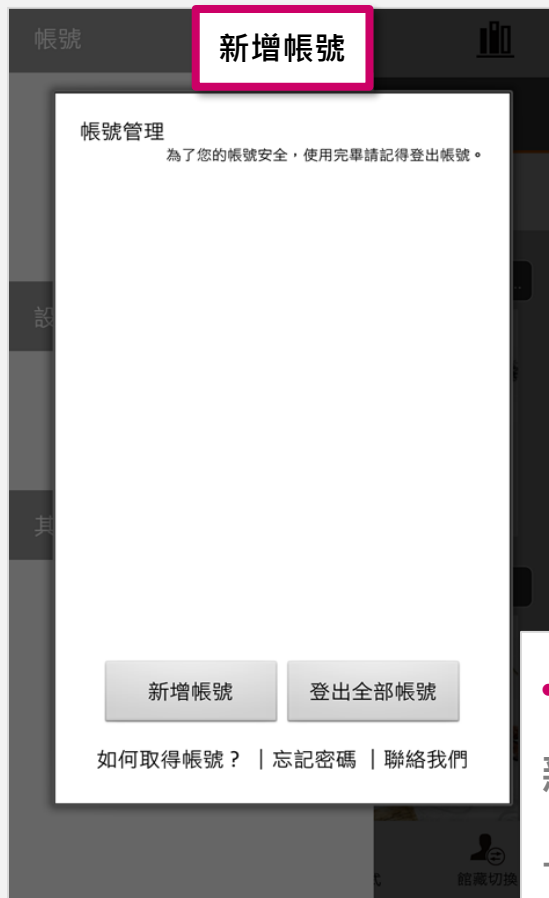 帳號
新增帳號
帳號管理
為了您的帳號安全，使用完畢請記得登出帳號。
設
其
新增帳號
登出全部帳號
如何取得帳號？ |忘記密碼 |聯絡我們
館藏切換